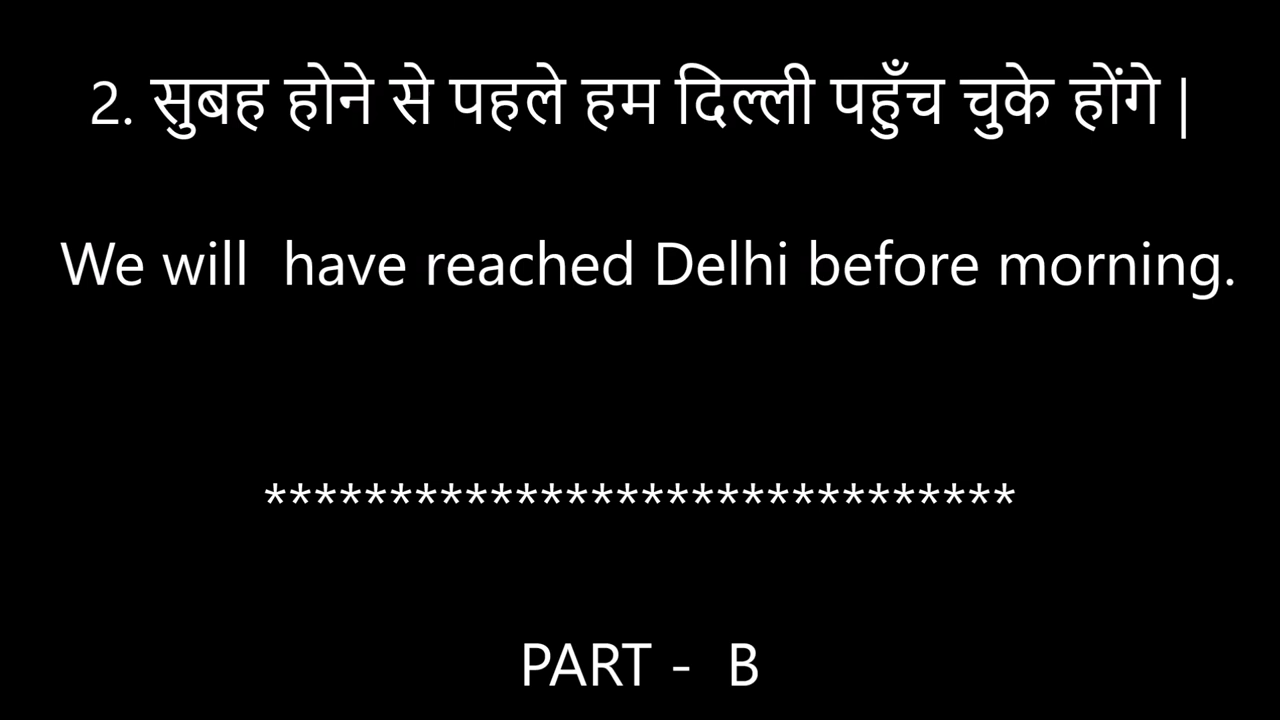 2. सुबह होने से पहले हम दिल्ली पहुँच चुके होंगे |
We will  have reached Delhi before morning.
******************************
PART -  B